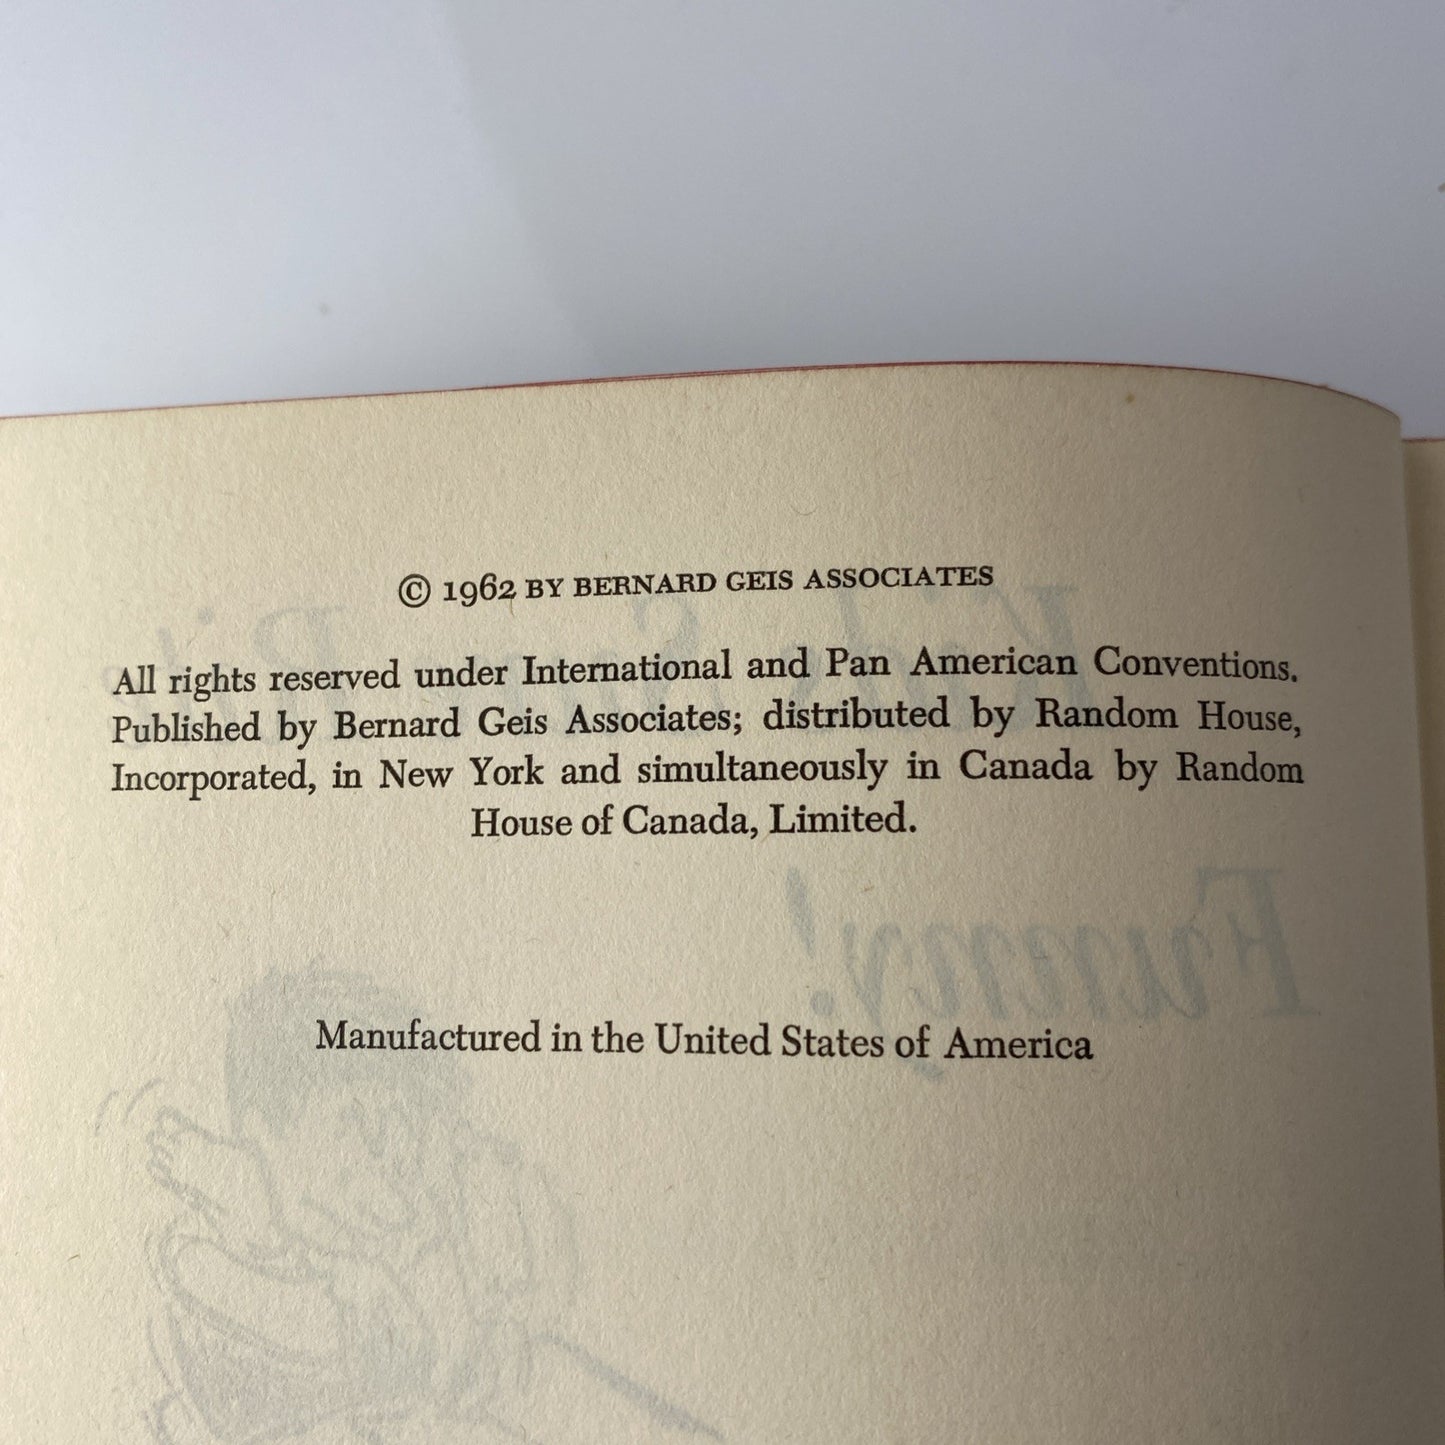 © 1962 BY BERNARD GEIS ASSOCIATES
All rights reserved under International and Pan American Conventions.
Published by Bernard Geis Associates; distributed by Random House,
Incorporated, in New York and simultaneously in Canada by Random
House of Canada, Limited.
Manufactured in the United States of America
Funny!